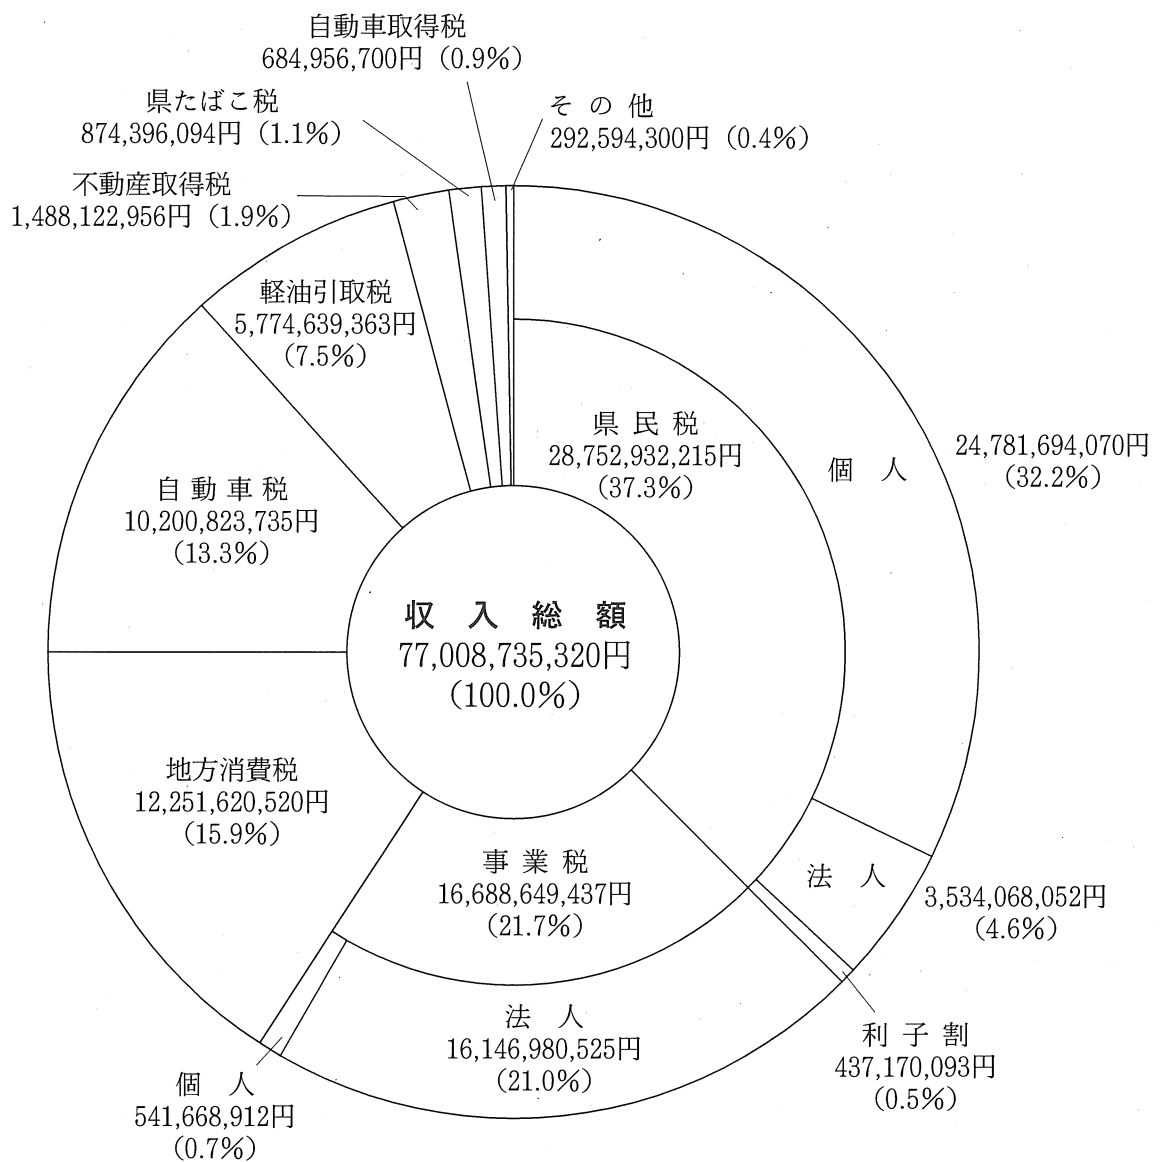 自動車取得税
684,956,700円（0.9%）
県たばこ税
874,396,094円（1.1%）
その他
292,594,300円（0.4%）
不動産取得税
1,488,122,956円（1.9%）
軽油引取税
5,774,639,363円
（7.5%）
県民税
28,752,932,215円
（37.3%）
個人
24,781,694,070円
（32.2%）
自動車税
10,200,823,735円
（13.3%）
収入総額
77,008,735,320円
（100.0%）
地方消費税
12,251,620,520円
（15.9%）
事業税
16,688,649,437円
（21.7%）
法人
3,534,068,052円
（4.6%）
法人
16,146,980,525円
（21.0%）
利子割
437,170,093円
（0.5%）
個人
541,668,912円
（0.7%）